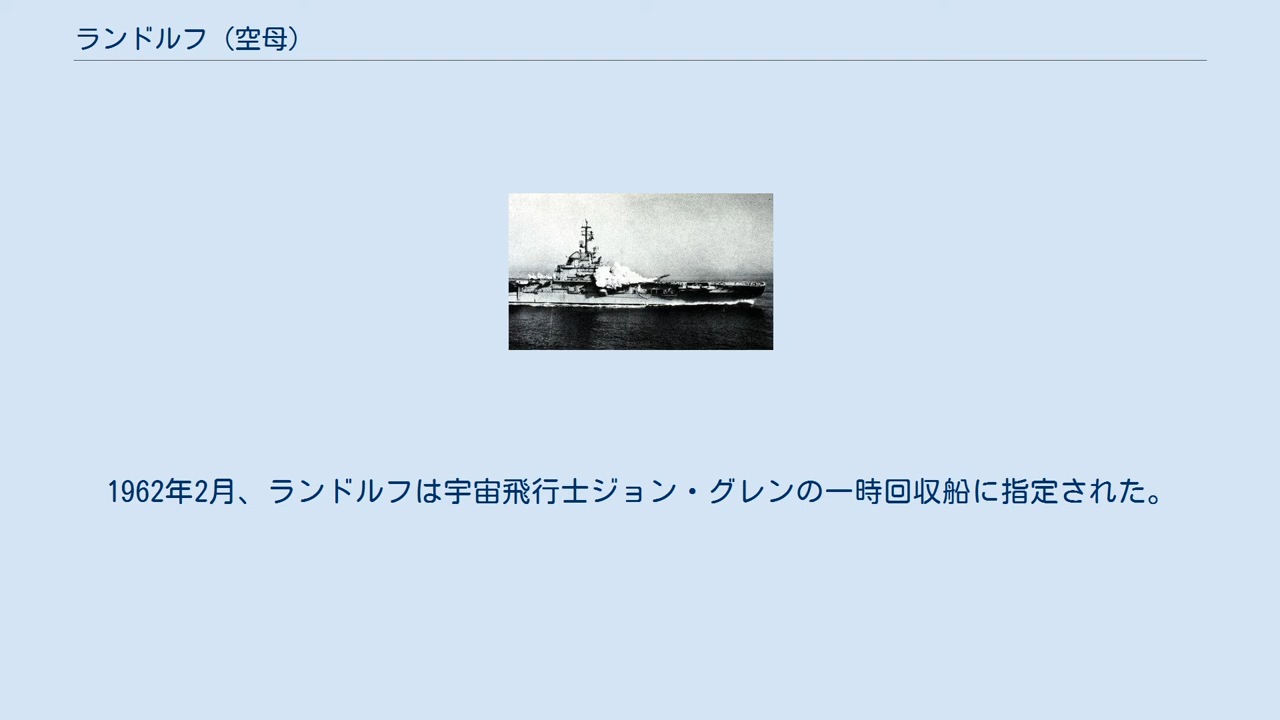 ランドルフ（空母）
1962年2月、ランドルフは宇宙飛行士ジョン・グレンの一時回収船に指定された。